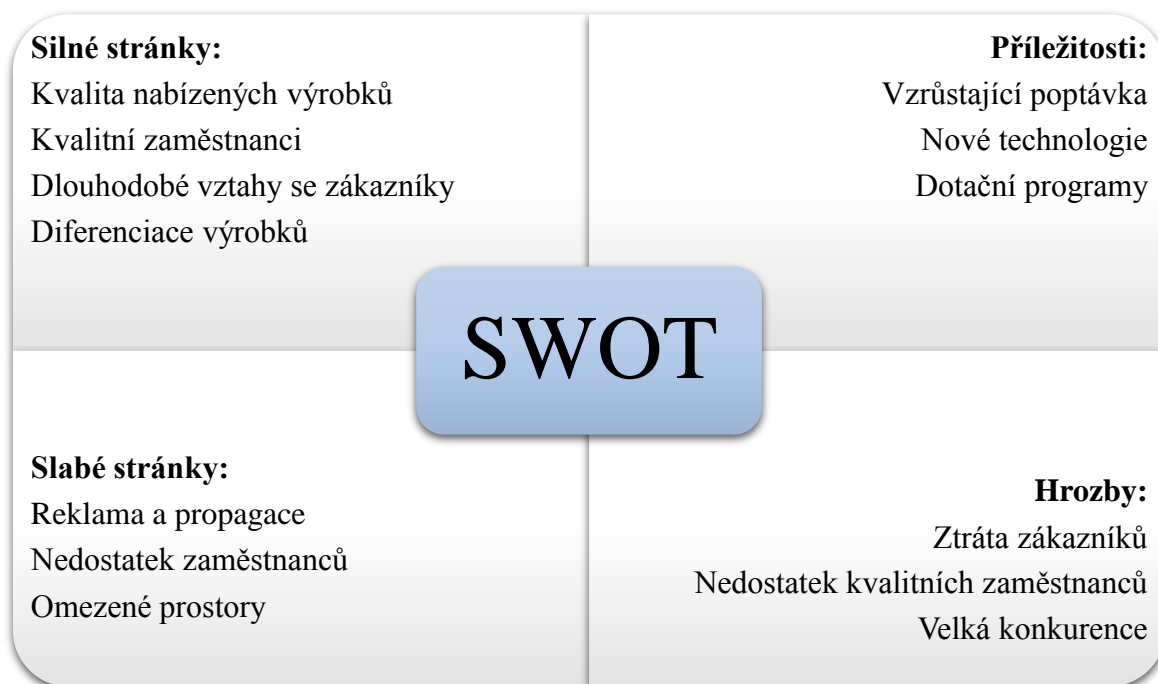 Silné stránky:
Kvalita nabízených výrobků
Kvalitní zaměstnanci
Dlouhodobé vztahy se zákazníky
Diferenciace výrobků
Příležitosti:
Vzrůstající poptávka
Nové technologie
Dotační programy
SWOT
Slabé stránky:
Reklama a propagace
Nedostatek zaměstnanců
Omezené prostory
Hrozby:
Ztráta zákazníků
Nedostatek kvalitních zaměstnanců
Velká konkurence